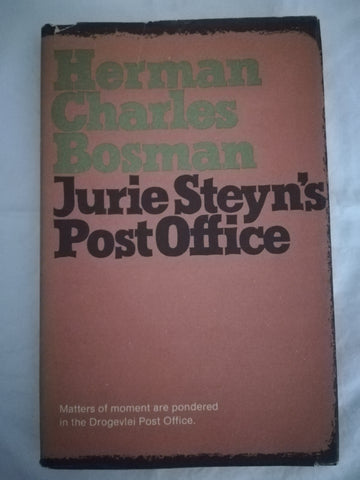 Herman
Charles
Bosman
Jurie Steyn's
Post Office
Matters of moment are pondered
in the Drogevlei Post Office.